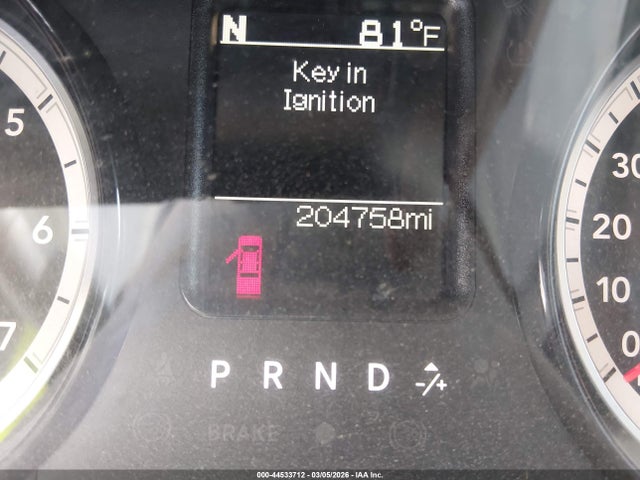 N 81°F
Key in
Ignition
204758mi
5
6
7
30
20
10
0
P R N D -/+
BRAKE
000-44533712 - 03/05/2026 - IAA Inc.